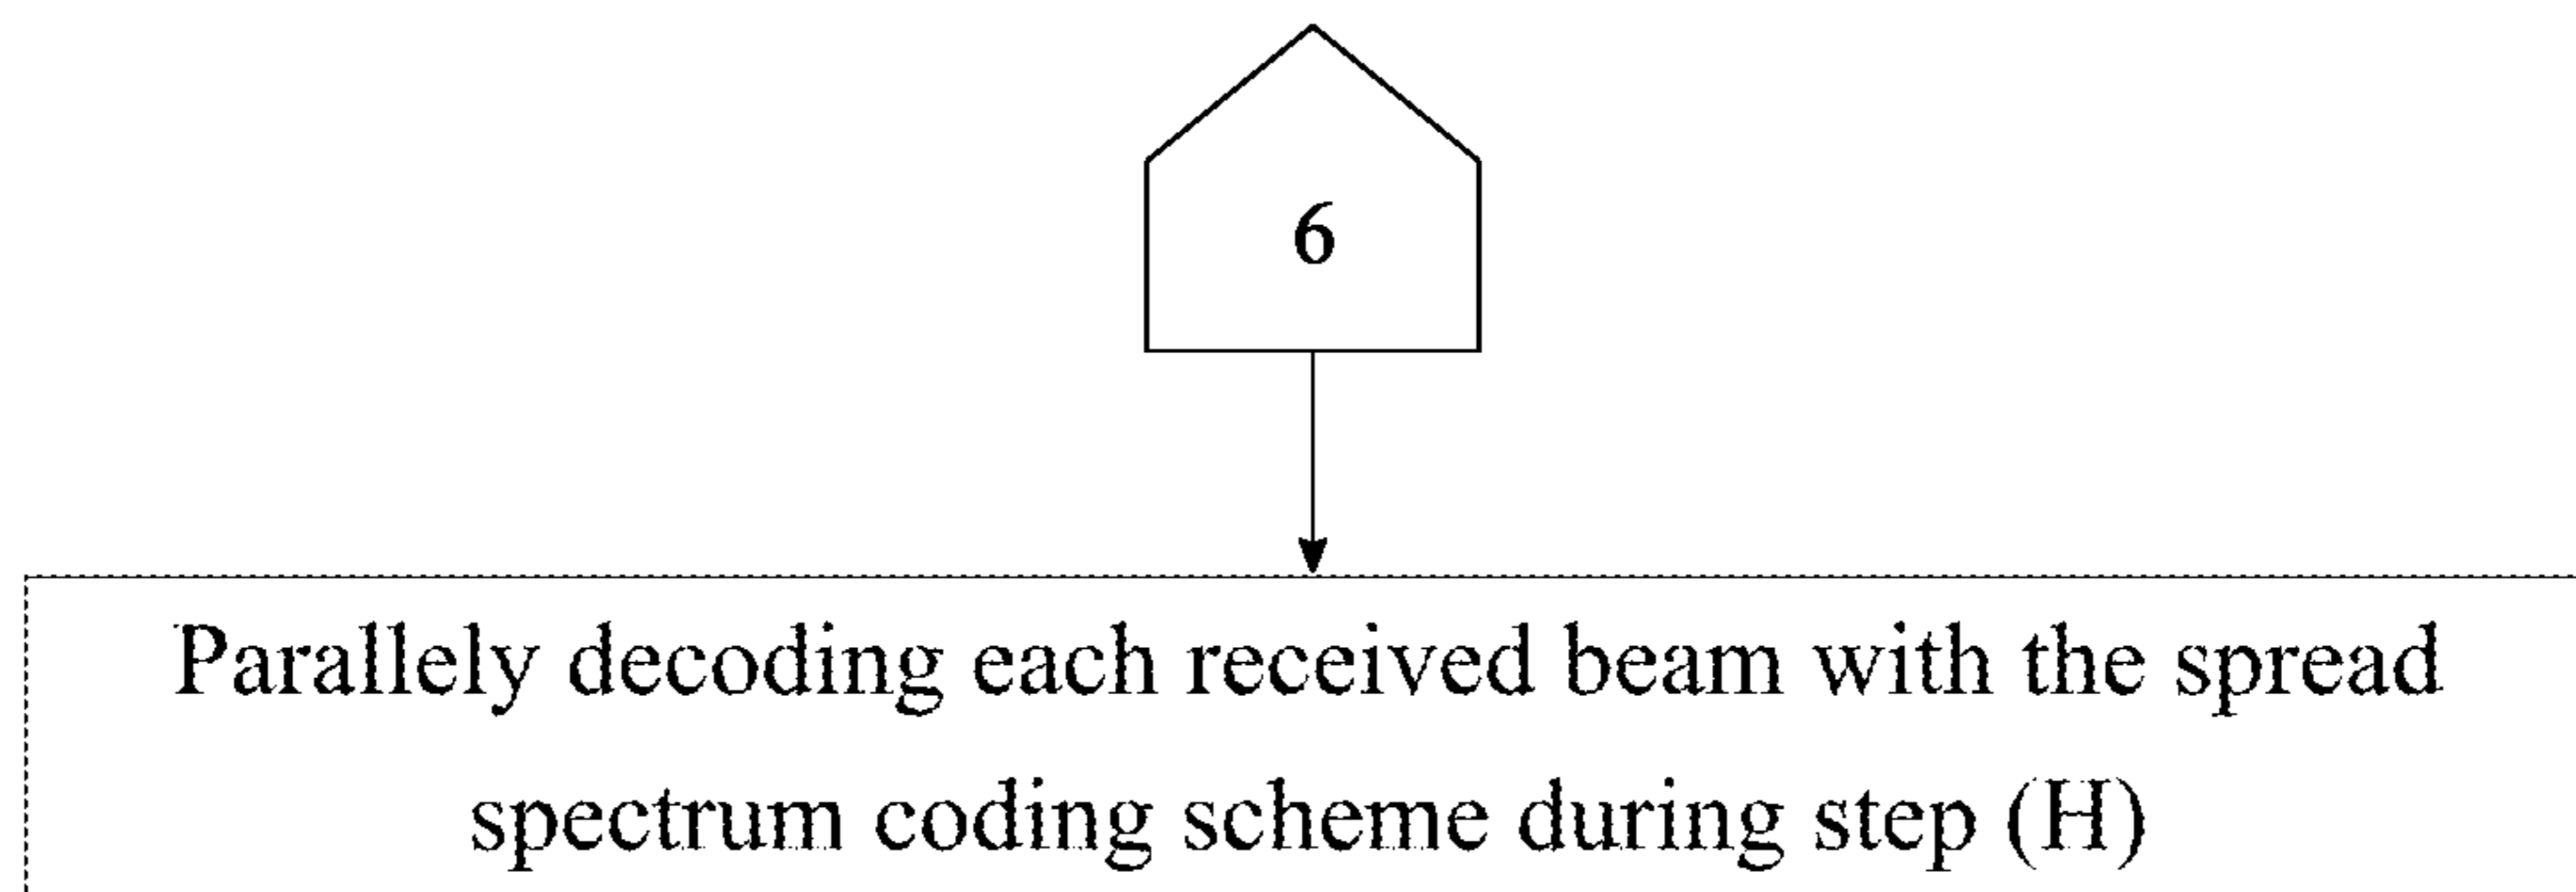 6
Parallely decoding each received beam with the spread
spectrum coding scheme during step (H)